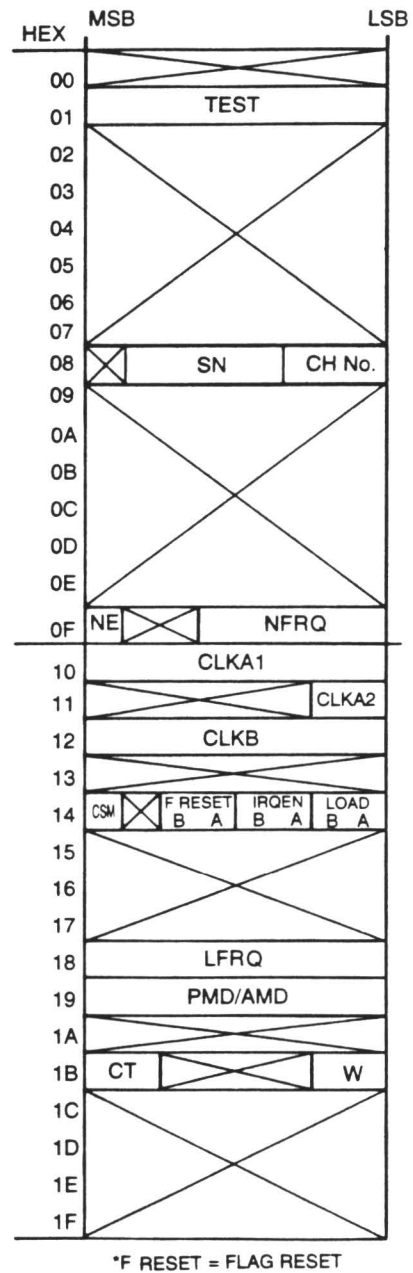 HEX MSB LSB
00
01 TEST
02
03
04
05
06
07
08 SN CH No.
09
0A
0B
0C
0D
0E
0F NE NFRQ
10 CLKA1
11 CLKA2
12 CLKB
13
14 CSM F RESET B A IRQEN B A LOAD B A
15
16
17
18 LFRQ
19 PMD/AMD
1A
1B CT W
1C
1D
1E
1F
*F RESET = FLAG RESET